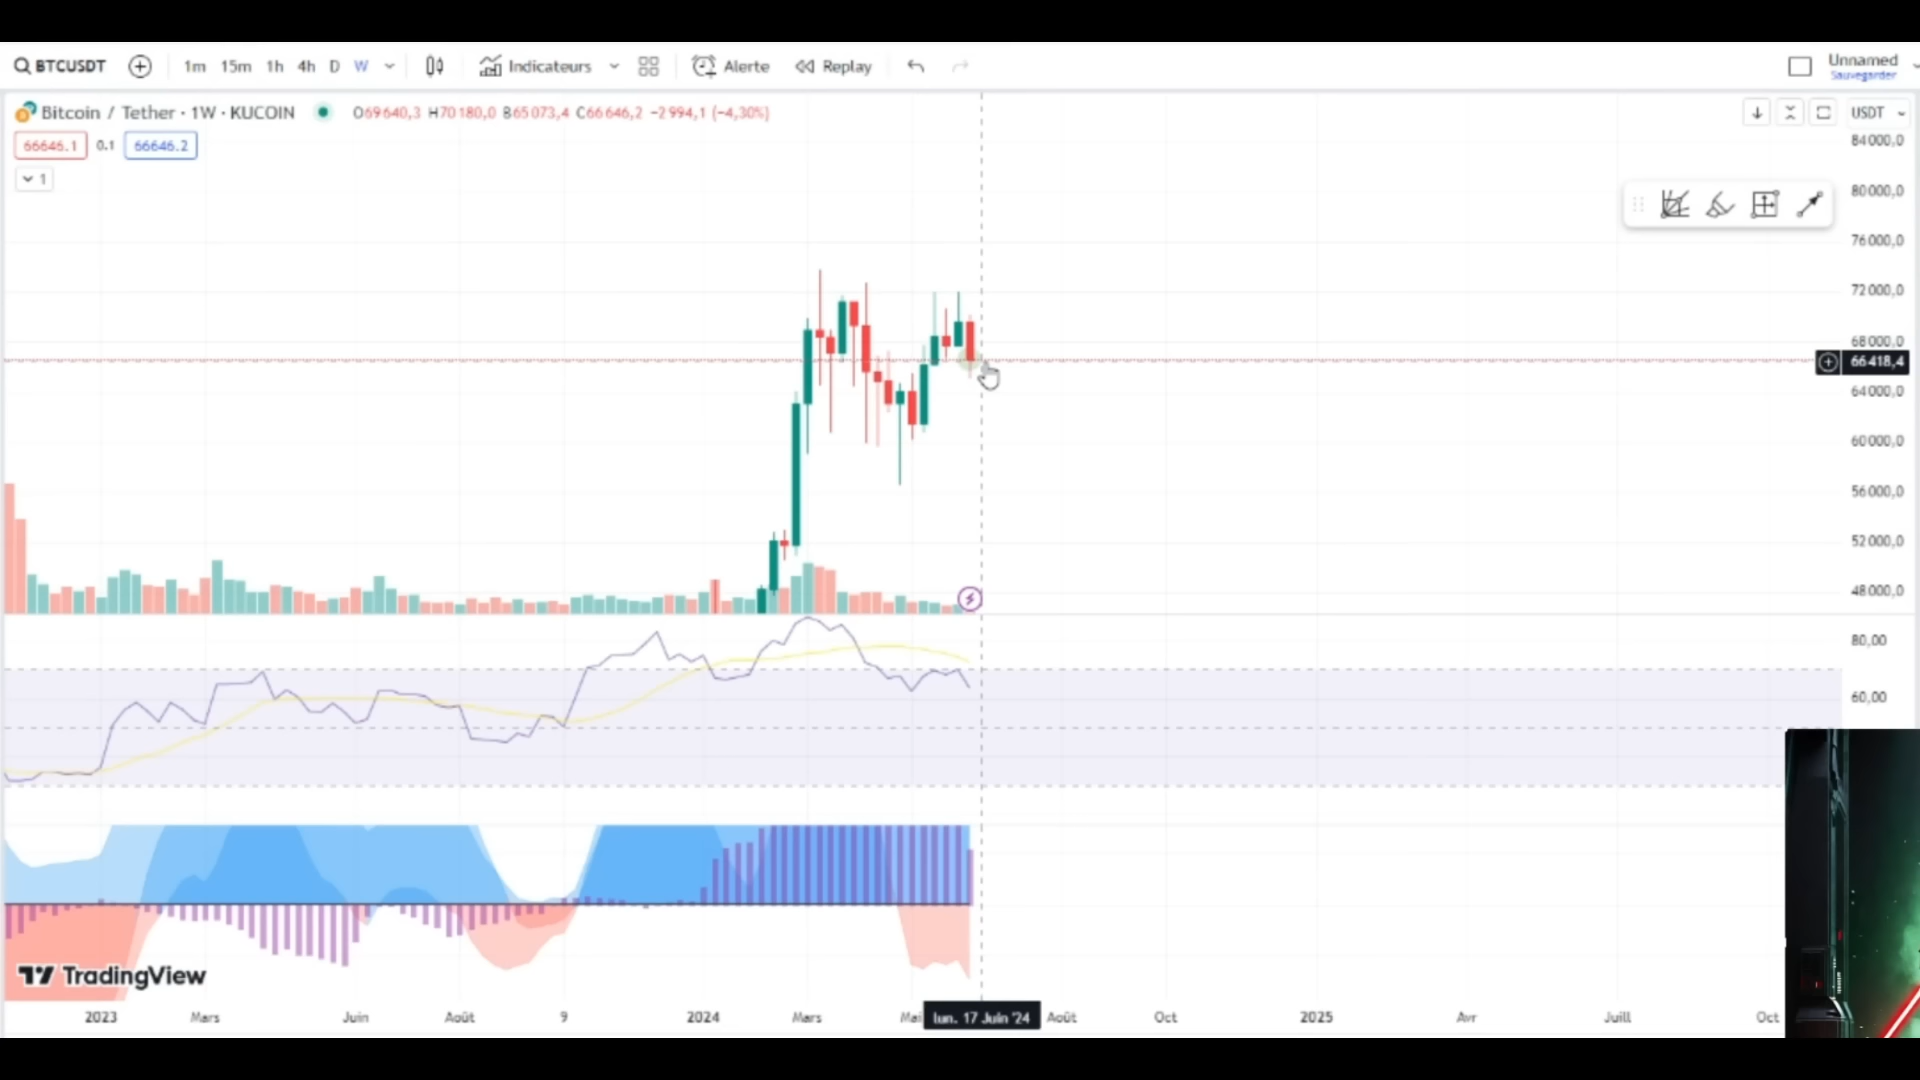 BTCUSDT 1m 15m 1h 4h D W Indicateurs Alerte Replay Unnamed
Sauvegarder
Bitcoin / Tether · 1W · KUCOIN O69640,3 H70180,0 B65073,4 C66646,2 −2994,1 (−4,30%) USDT
84000,0
66646.1 0.1 66646.2
1
80000,0
76000,0
72000,0
68000,0
66418,4
64000,0
60000,0
56000,0
52000,0
48000,0
80,00
60,00
TradingView
2023 Mars Juin Août 9 2024 Mars Mai lun. 17 Juin '24 Août Oct 2025 Avr Juill Oct